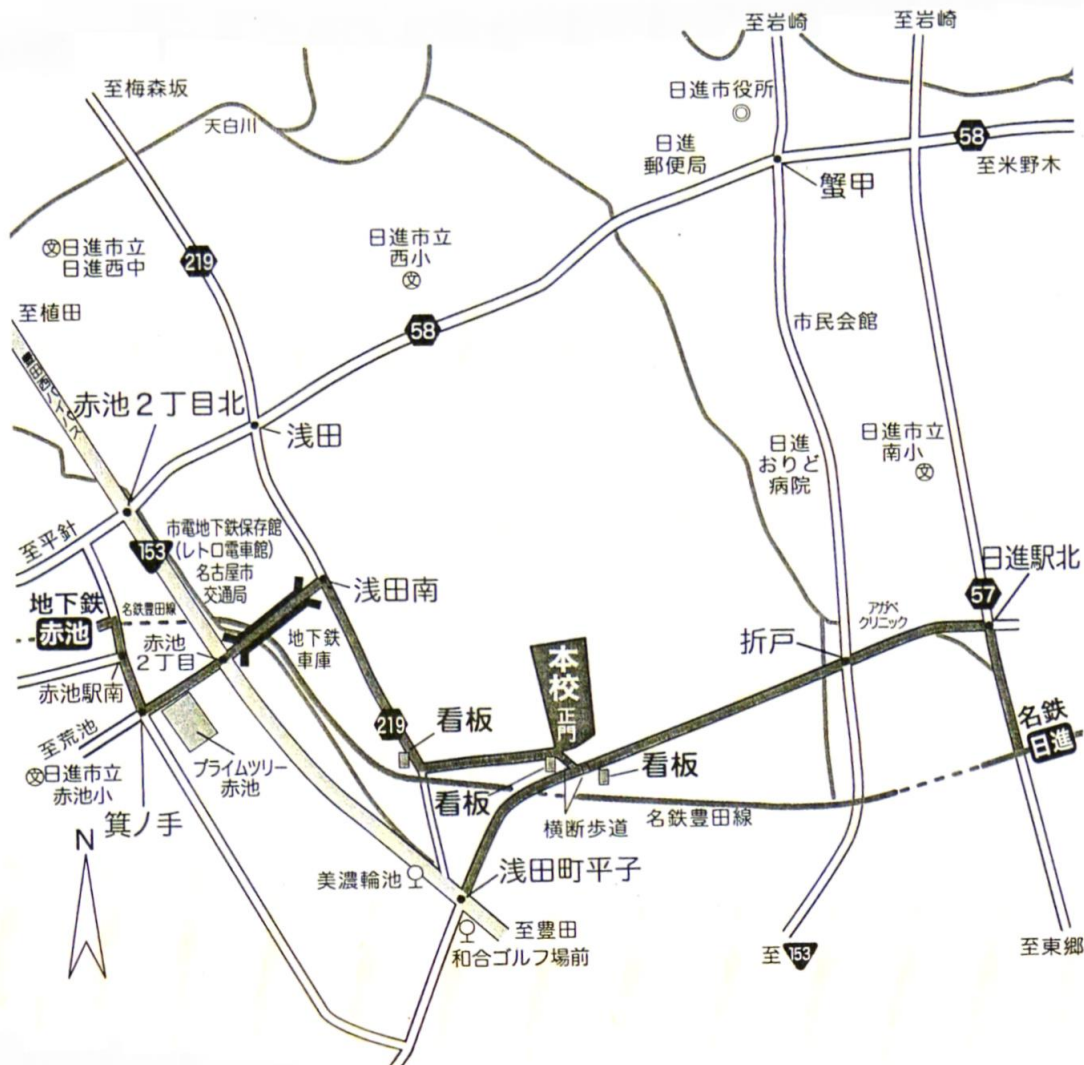 至岩崎
至岩崎
至梅森坂
日進市役所
天白川
日進
郵便局
58
至米野木
蟹甲
日進市立
日進西中
219
日進市立
西小
至植田
58
市民会館
赤池2丁目北
浅田
日進
おりど
病院
日進市立
南小
至平針
153
市電地下鉄保存館
(レトロ電車館)
名古屋市
交通局
浅田南
日進駅北
57
地下鉄
赤池
名鉄豊田線
赤池
2丁目
地下鉄
車庫
アガペ
クリニック
折戸
本校
正門
赤池駅南
至荒池
219
看板
名鉄
日進
日進市立
赤池小
プライムツリー
赤池
看板
看板
箕ノ手
横断歩道
名鉄豊田線
N
美濃輪池
浅田町平子
至豊田
和合ゴルフ場前
至153
至東郷